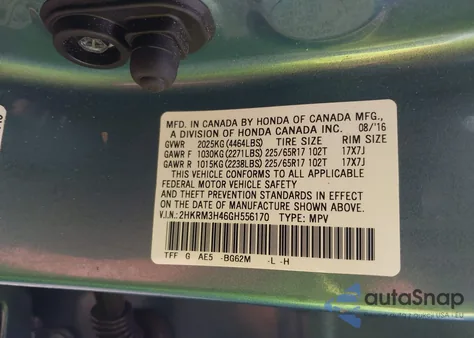 MFD. IN CANADA BY HONDA OF CANADA MFG.,
A DIVISION OF HONDA CANADA INC. 08/'16
GVWR 2025KG(4464LBS) TIRE SIZE RIM SIZE
GAWR F 1030KG(2271LBS) 225/65R17 102T 17X7J
GAWR R 1015KG(2238LBS) 225/65R17 102T 17X7J
THIS VEHICLE CONFORMS TO ALL APPLICABLE
FEDERAL MOTOR VEHICLE SAFETY
AND THEFT PREVENTION STANDARDS IN EFFECT
ON THE DATE OF MANUFACTURE SHOWN ABOVE.
V.I.N.: 2HKRM3H46GH556170 TYPE: MPV
TFF G AE5 -BG62M -L -H
autoSnap